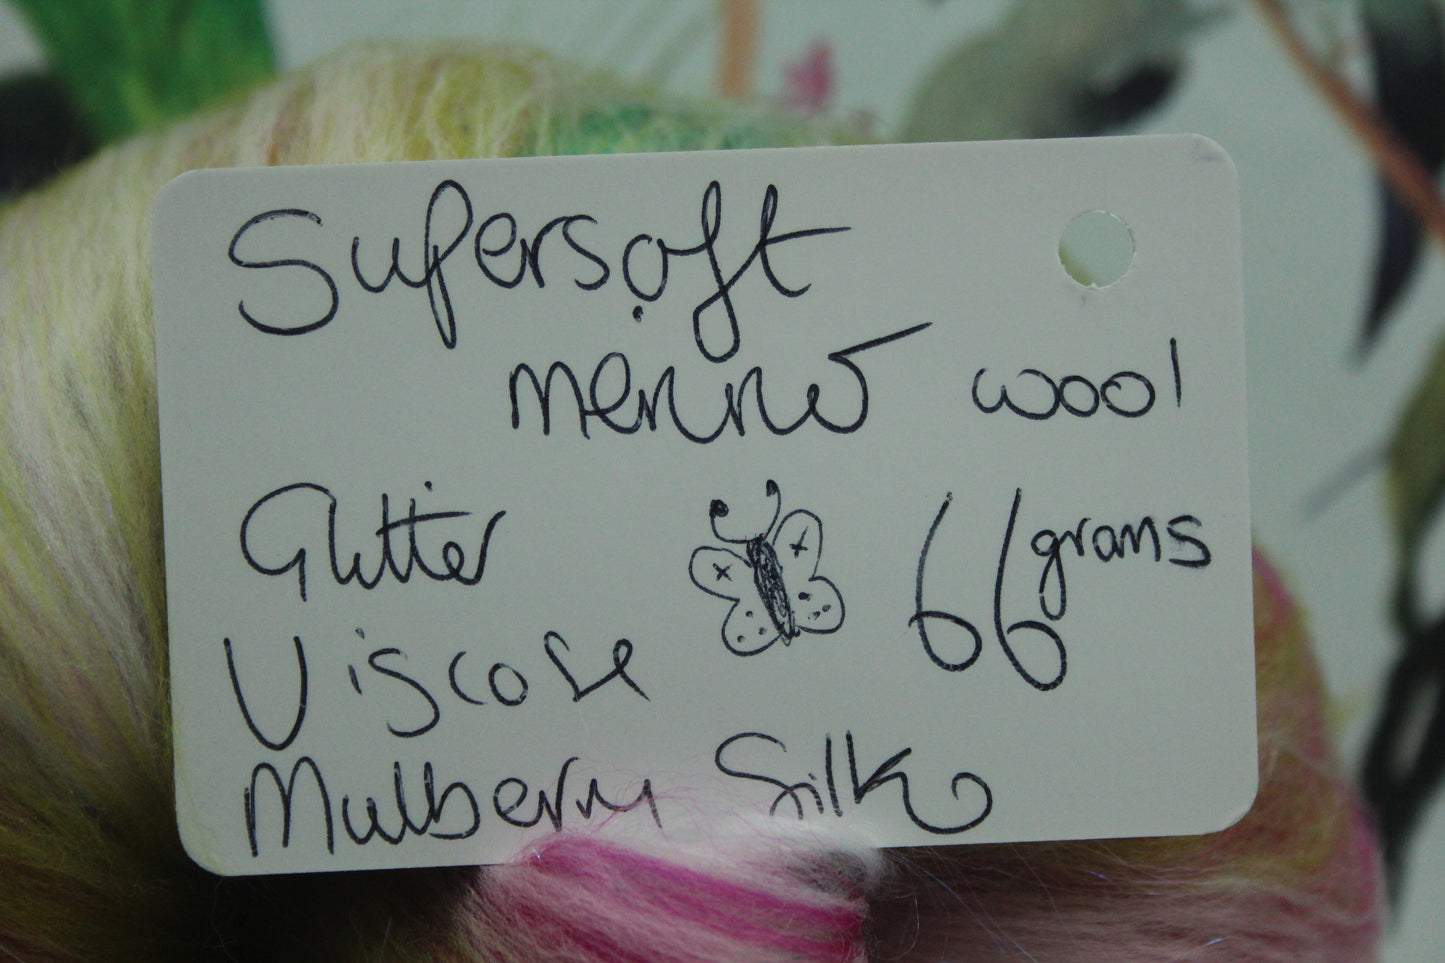 Supersoft
merino wool
Glitter
66 grams
Viscose
Mulberry Silk